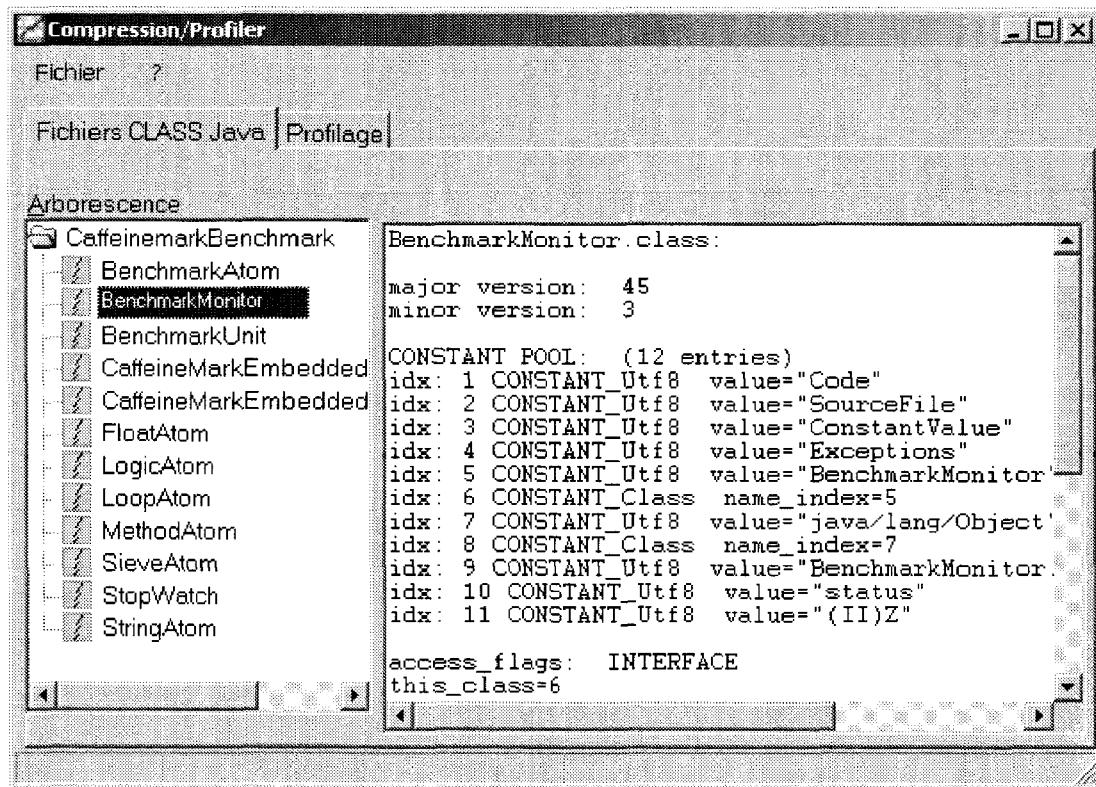 Compression/Profiler
Fichier ?
Fichiers CLASS Java Profilage
Arborescence
CaffeinemarkBenchmark
BenchmarkAtom
BenchmarkMonitor
BenchmarkUnit
CaffeineMarkEmbedded
CaffeineMarkEmbedded
FloatAtom
LogicAtom
LoopAtom
MethodAtom
SieveAtom
StopWatch
StringAtom
BenchmarkMonitor.class:
major version: 45
minor version: 3
CONSTANT POOL: (12 entries)
idx: 1 CONSTANT_Utf8 value="Code"
idx: 2 CONSTANT_Utf8 value="SourceFile"
idx: 3 CONSTANT_Utf8 value="ConstantValue"
idx: 4 CONSTANT_Utf8 value="Exceptions"
idx: 5 CONSTANT_Utf8 value="BenchmarkMonitor'
idx: 6 CONSTANT_Class name_index=5
idx: 7 CONSTANT_Utf8 value="java/lang/Object'
idx: 8 CONSTANT_Class name_index=7
idx: 9 CONSTANT_Utf8 value="BenchmarkMonitor.
idx: 10 CONSTANT_Utf8 value="status"
idx: 11 CONSTANT_Utf8 value="(II)Z"
access_flags: INTERFACE
this_class=6